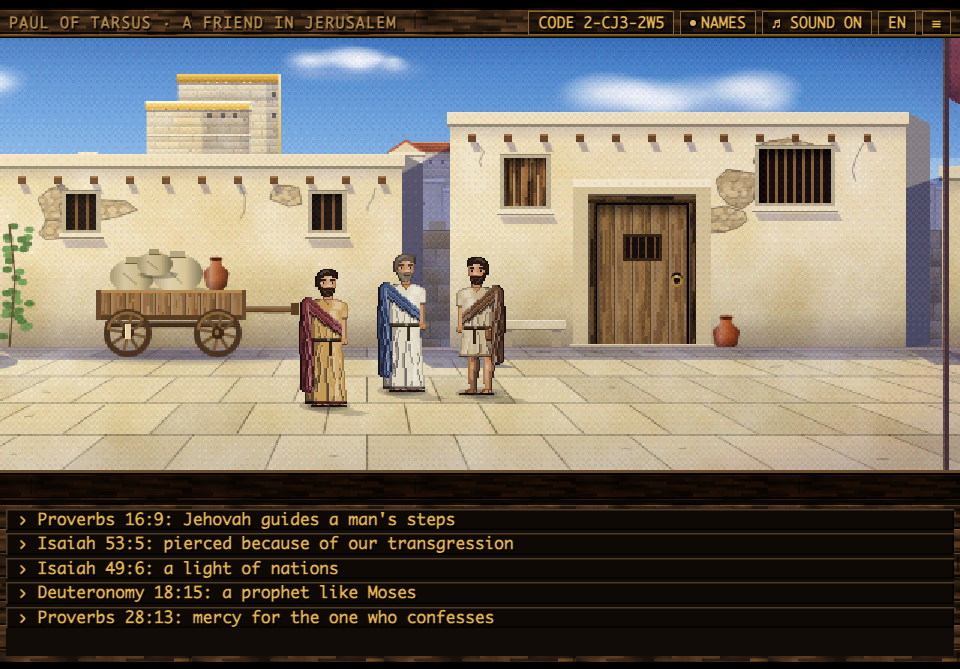 PAUL OF TARSUS · A FRIEND IN JERUSALEM
CODE 2-CJ3-2W5
• NAMES
♬ SOUND ON
EN
≡
› Proverbs 16:9: Jehovah guides a man's steps
› Isaiah 53:5: pierced because of our transgression
› Isaiah 49:6: a light of nations
› Deuteronomy 18:15: a prophet like Moses
› Proverbs 28:13: mercy for the one who confesses